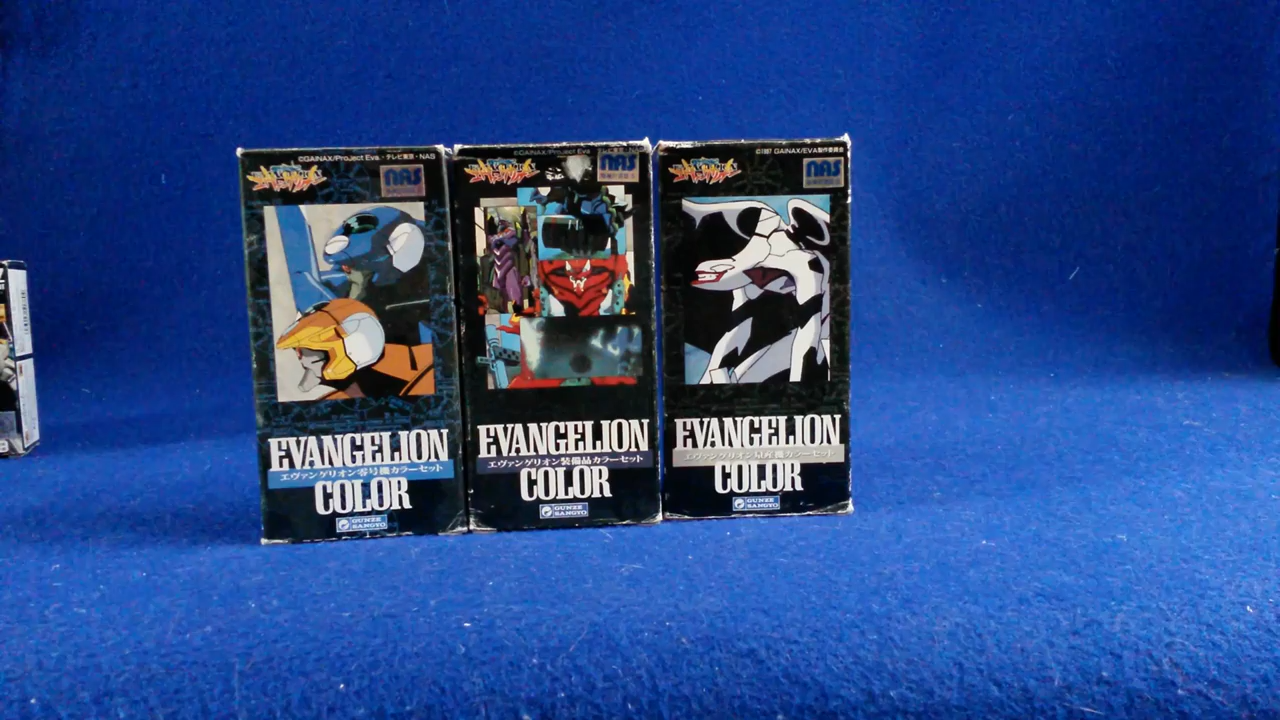 ©GAINAX/Project Eva.・テレビ東京・NAS
nas
EVANGELION
エヴァンゲリオン零号機カラーセット
COLOR
GUNZE
SANGYO
©GAINAX/Project Eva.
nas
EVANGELION
エヴァンゲリオン装備品カラーセット
COLOR
GUNZE
SANGYO
©1997 GAINAX/EVA製作委員会
nas
EVANGELION
エヴァンゲリオン量産機カラーセット
COLOR
GUNZE
SANGYO